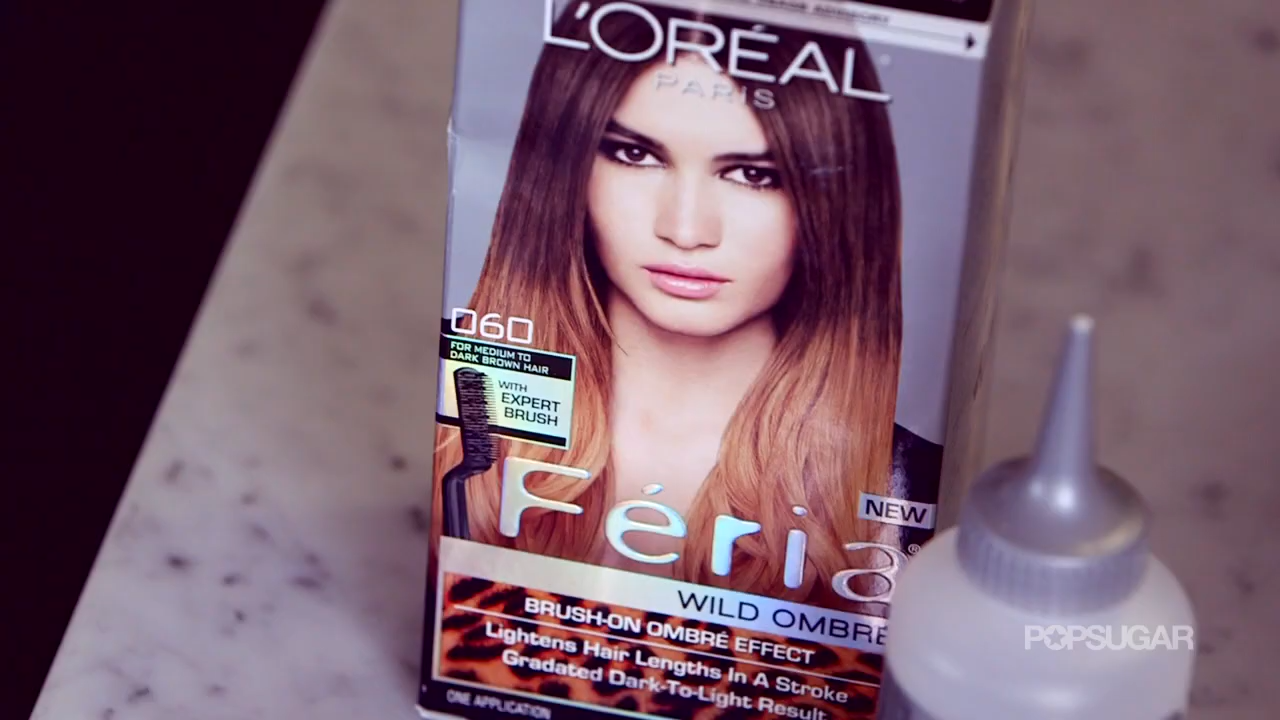 L'ORÉAL
PARIS
060
FOR MEDIUM TO
DARK BROWN HAIR
WITH
EXPERT
BRUSH
Féria®
NEW
WILD OMBRÉ
BRUSH-ON OMBRÉ EFFECT
Lightens Hair Lengths In A Stroke
Gradated Dark-To-Light Result
ONE APPLICATION
POPSUGAR